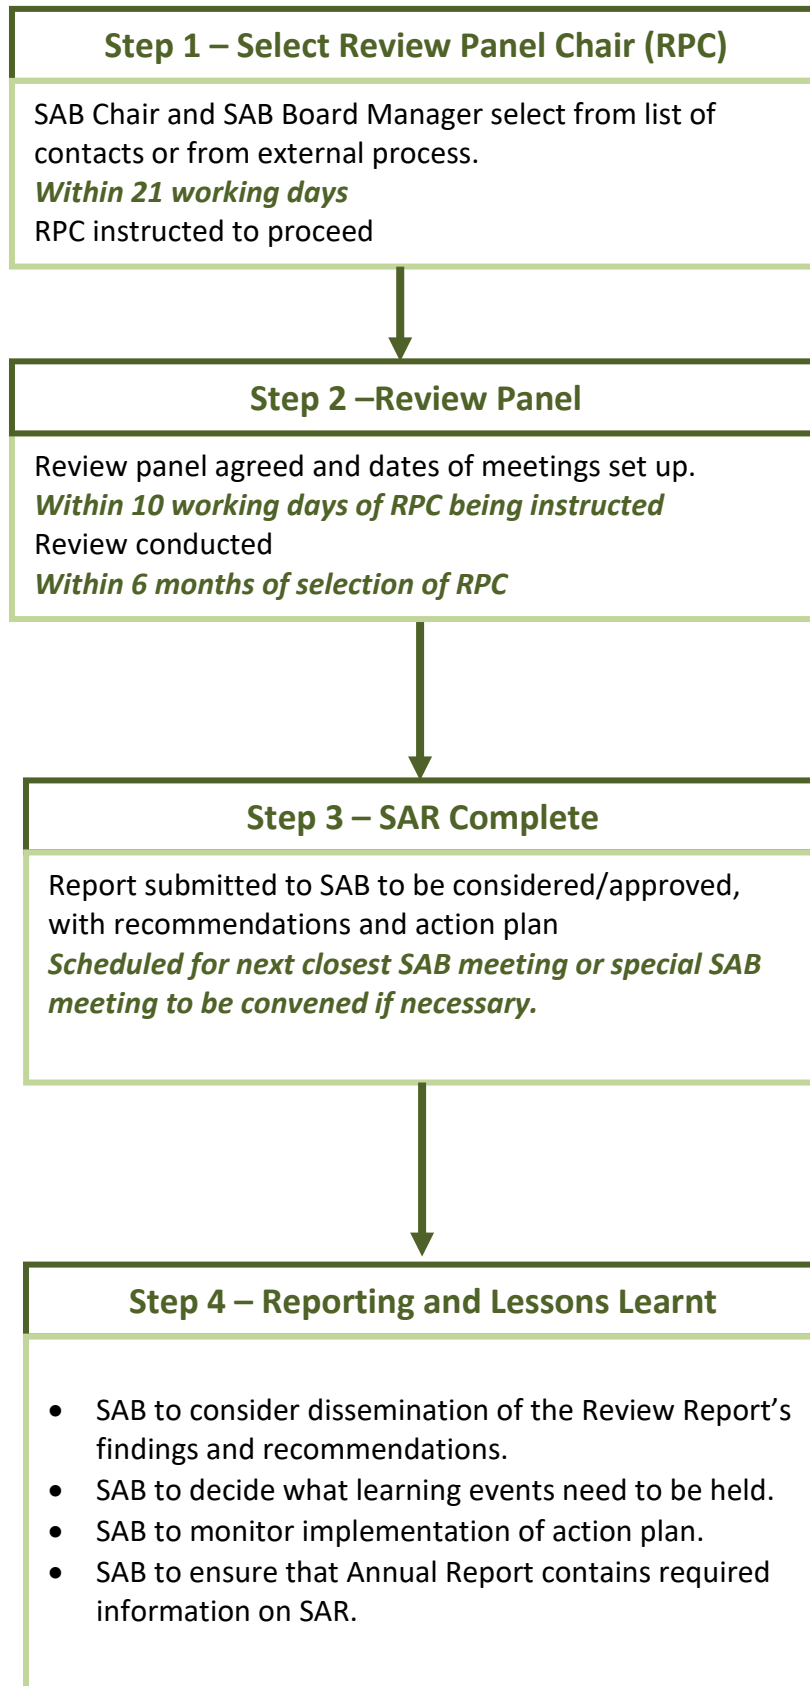 Step 1 – Select Review Panel Chair (RPC)
SAB Chair and SAB Board Manager select from list of
contacts or from external process.
Within 21 working days
RPC instructed to proceed
Step 2 –Review Panel
Review panel agreed and dates of meetings set up.
Within 10 working days of RPC being instructed
Review conducted
Within 6 months of selection of RPC
Step 3 – SAR Complete
Report submitted to SAB to be considered/approved,
with recommendations and action plan
Scheduled for next closest SAB meeting or special SAB
meeting to be convened if necessary.
Step 4 – Reporting and Lessons Learnt
• SAB to consider dissemination of the Review Report’s
findings and recommendations.
• SAB to decide what learning events need to be held.
• SAB to monitor implementation of action plan.
• SAB to ensure that Annual Report contains required
information on SAR.